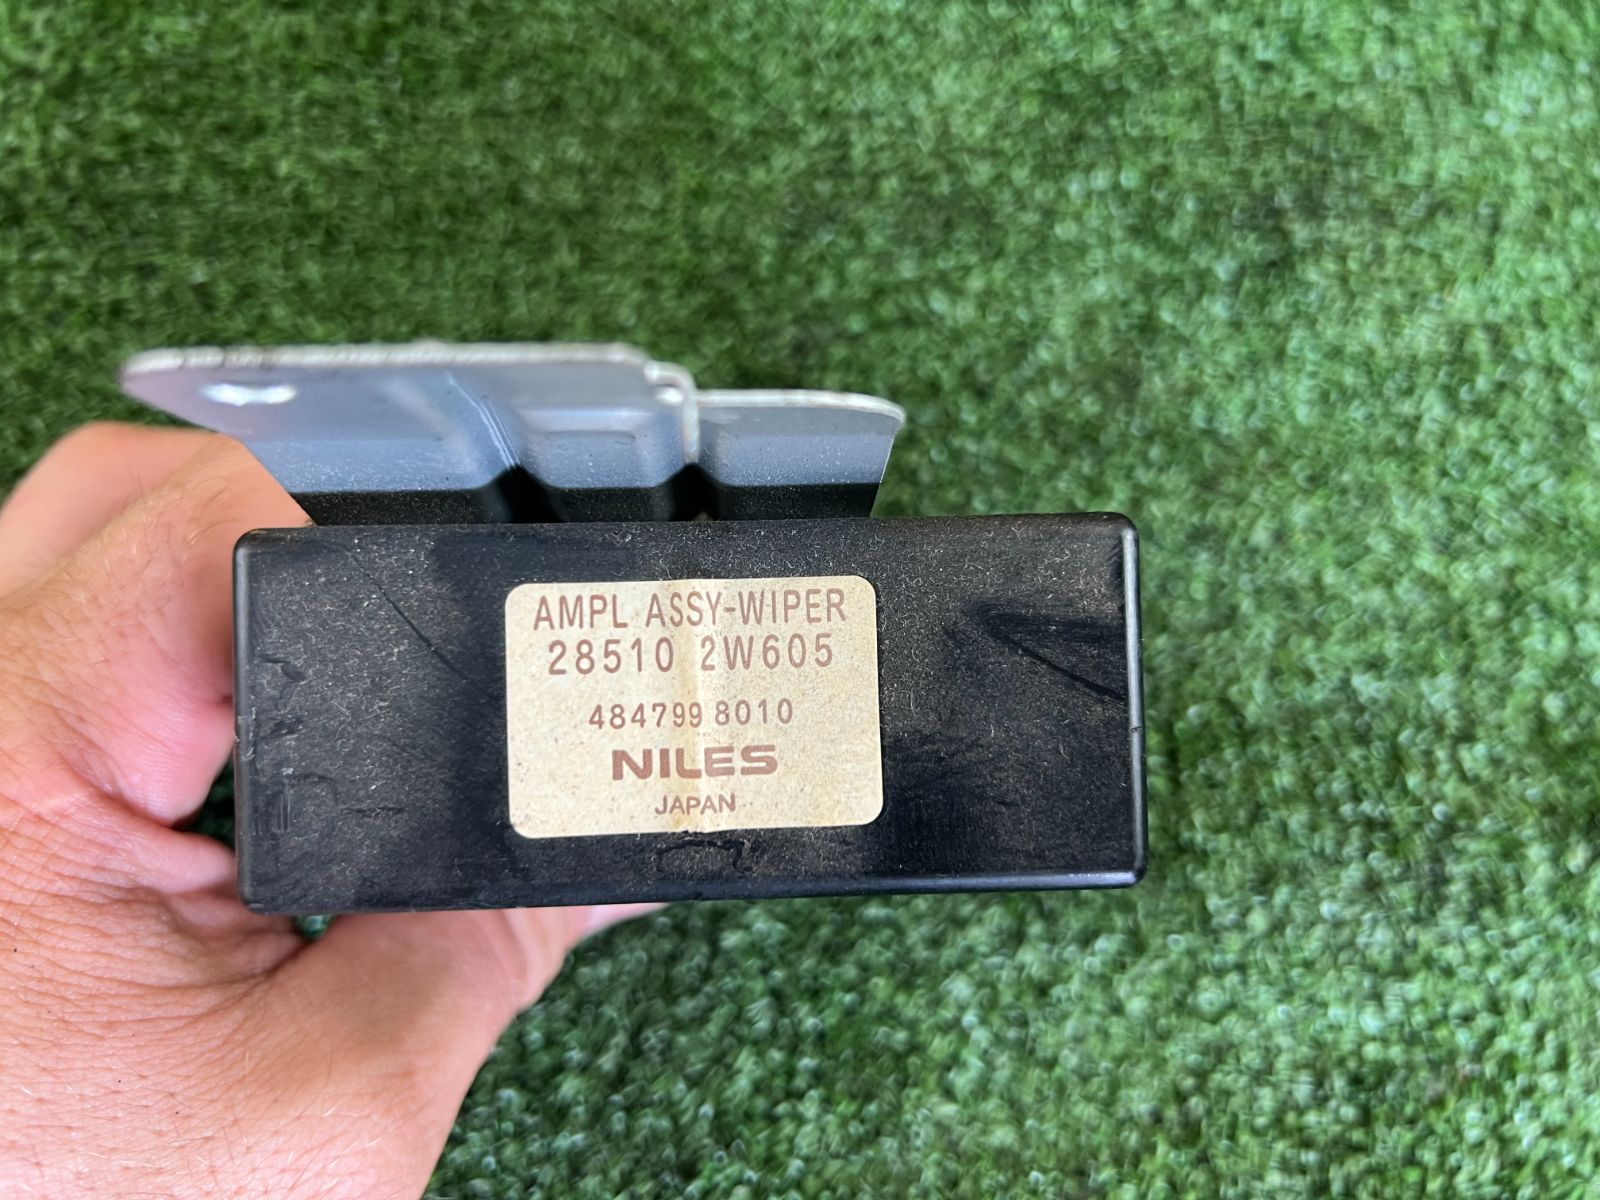 AMPL ASSY-WIPER
28510 2W605
484799 8010
NILES
JAPAN